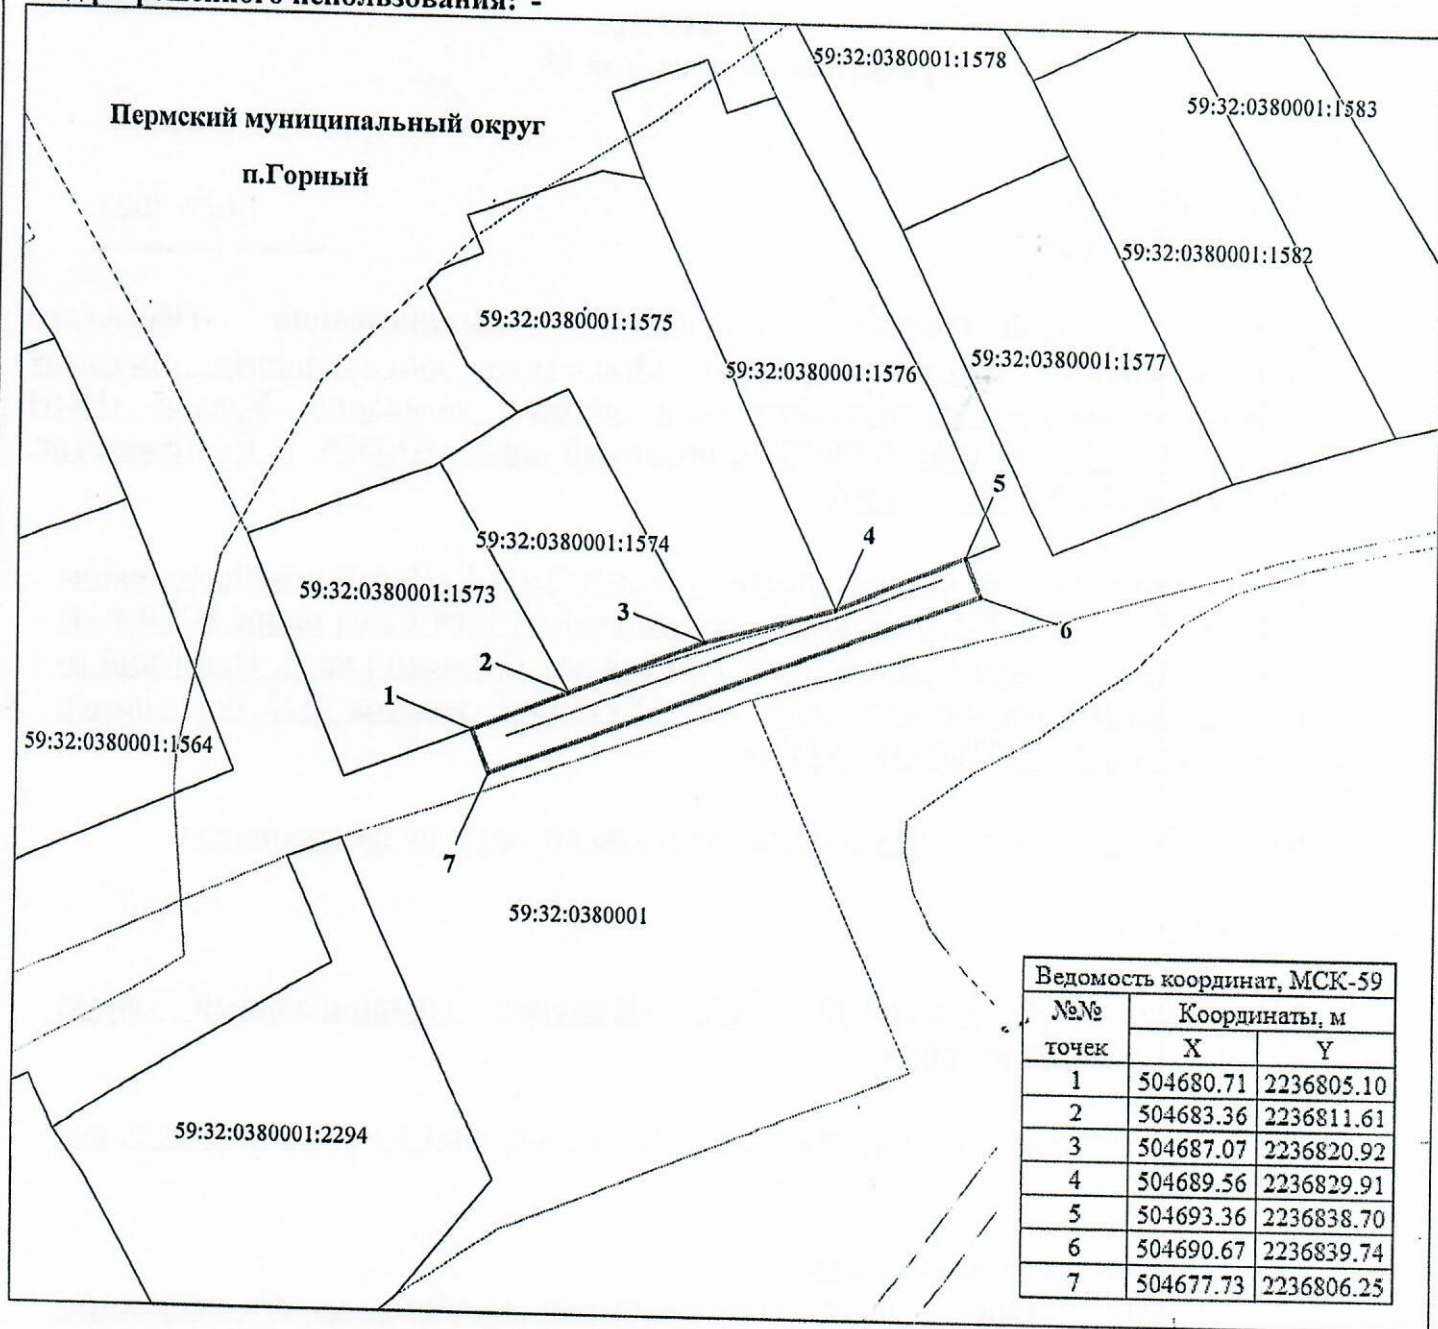 использования: -
Пермский муниципальный округ
п.Горный
59:32:0380001:1578
59:32:0380001:1583
59:32:0380001:1582
59:32:0380001:1575
59:32:0380001:1576
59:32:0380001:1577
59:32:0380001:1574
59:32:0380001:1573
59:32:0380001:1564
1
2
3
4
5
6
7
59:32:0380001
59:32:0380001:2294
Ведомость координат, МСК-59
№№ точек Координаты, м
X Y
1 504680.71 2236805.10
2 504683.36 2236811.61
3 504687.07 2236820.92
4 504689.56 2236829.91
5 504693.36 2236838.70
6 504690.67 2236839.74
7 504677.73 2236806.25